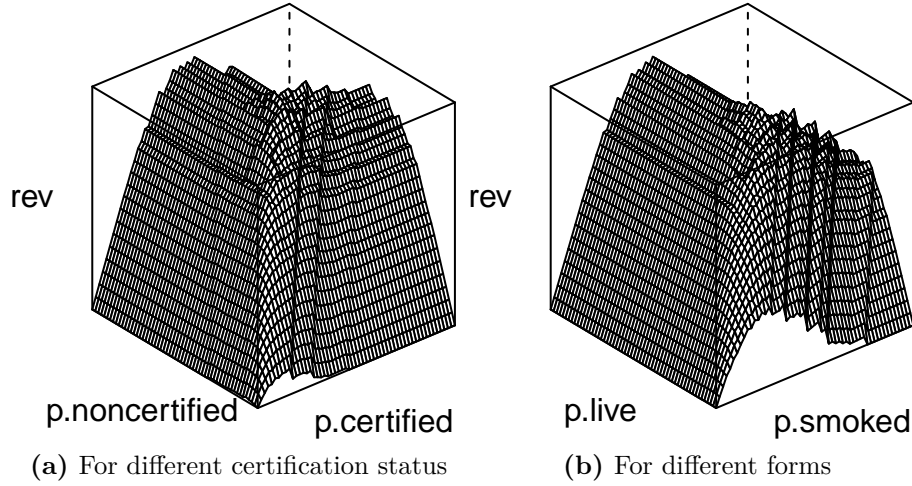 rev
p.noncertified
p.certified
(a) For different certification status
rev
p.live
p.smoked
(b) For different forms